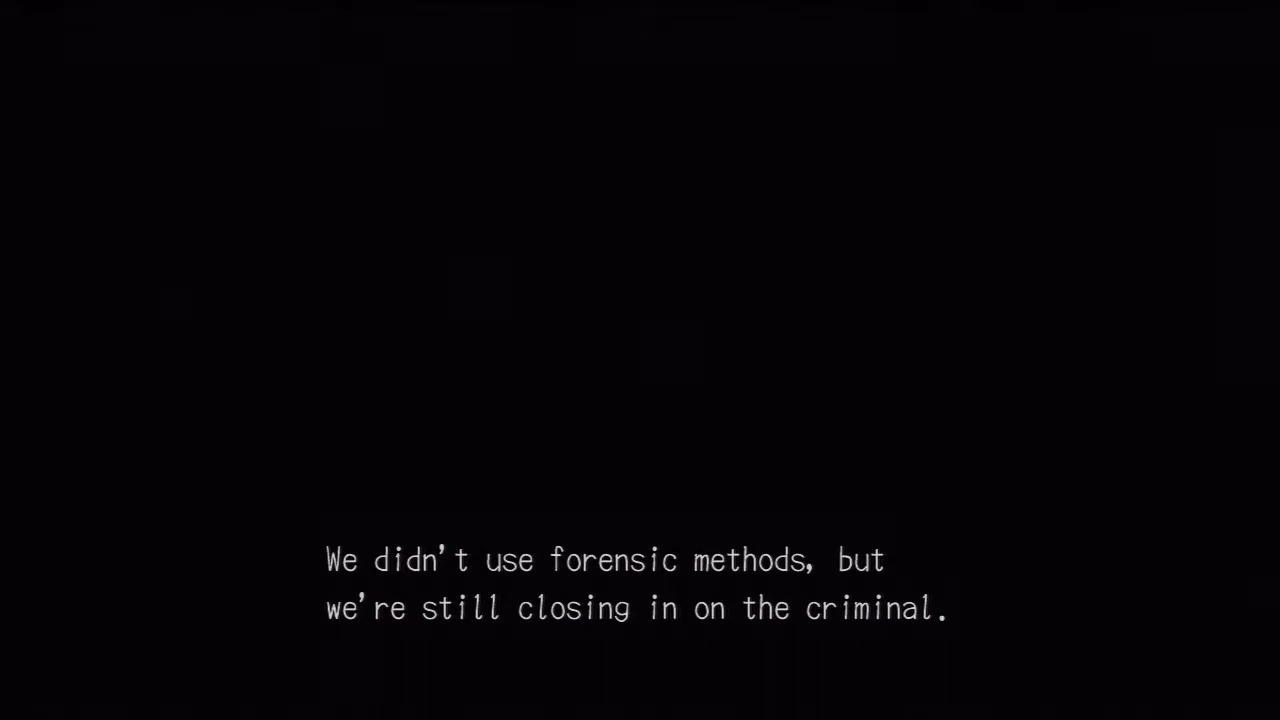 We didn't use forensic methods, but
we're still closing in on the criminal.